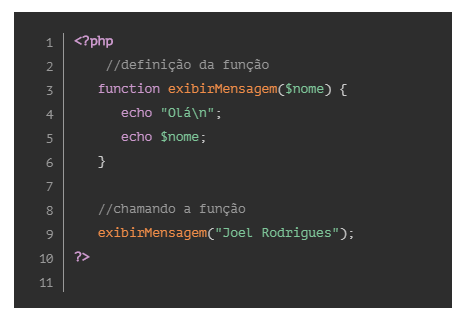 1 <?php
2 //definição da função
3 function exibirMensagem($nome) {
4 echo "Olá\n";
5 echo $nome;
6 }
7
8 //chamando a função
9 exibirMensagem("Joel Rodrigues");
10 ?>
11